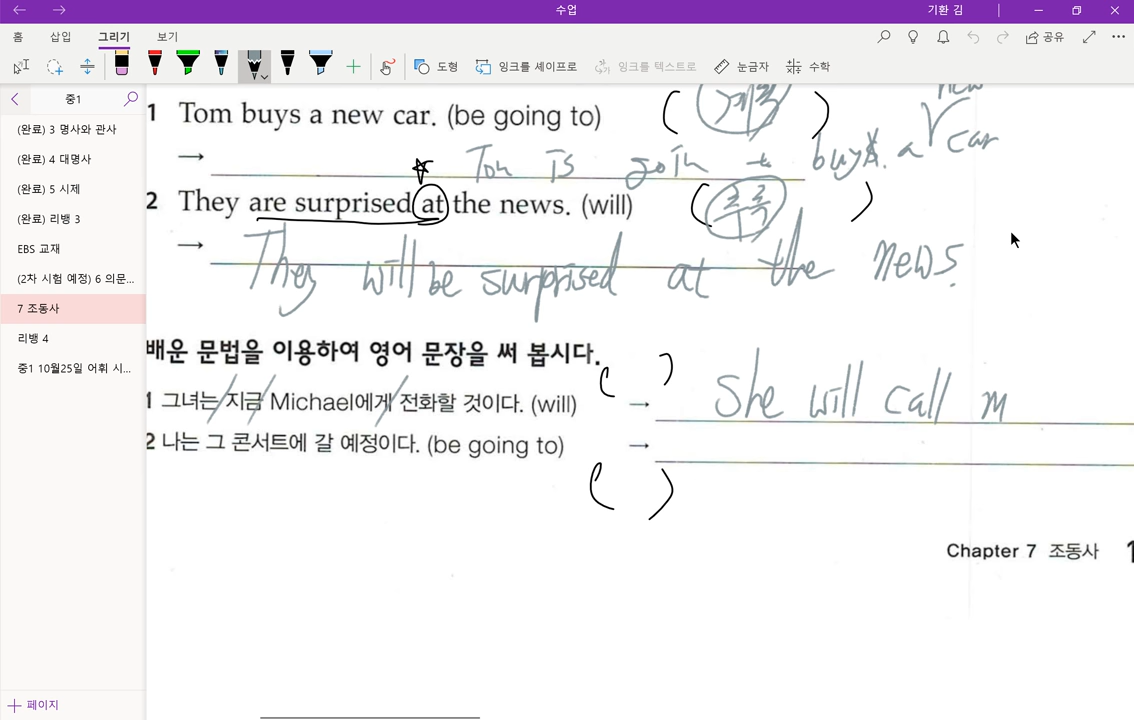 수업
기환 김
홈 삽입 그리기 보기
공유
도형 잉크를 셰이프로 잉크를 텍스트로 눈금자 수학
중1
(완료) 3 명사와 관사
(완료) 4 대명사
(완료) 5 시제
(완료) 리뱅 3
EBS 교재
(2차 시험 예정) 6 의문...
7 조동사
리뱅 4
중1 10월25일 어휘 시...
페이지
new
1 Tom buys a new car. (be going to) ( )
→ Tom is goin to buy a car
2 They are surprised at the news. (will) ( )
→ They will be surprised at the news.
배운 문법을 이용하여 영어 문장을 써 봅시다.
1 그녀는 지금 Michael에게 전화할 것이다. (will) ( ) → She will call m
2 나는 그 콘서트에 갈 예정이다. (be going to) →
( )
Chapter 7 조동사 1